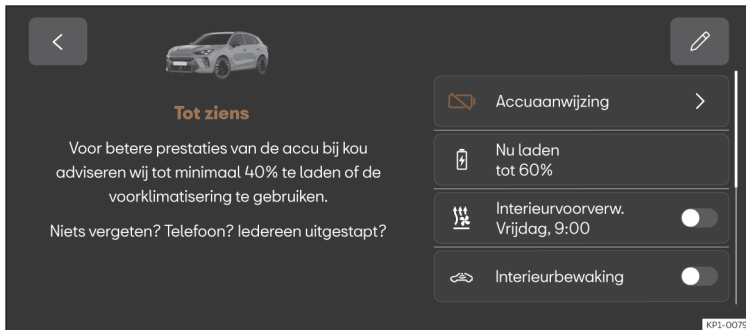 Tot ziens
Voor betere prestaties van de accu bij kou
adviseren wij tot minimaal 40% te laden of de
voorklimatisering te gebruiken.
Niets vergeten? Telefoon? Iedereen uitgestapt?
Accuaanwijzing
Nu laden
tot 60%
Interieurvoorverw.
Vrijdag, 9:00
Interieurbewaking
KP1-0079